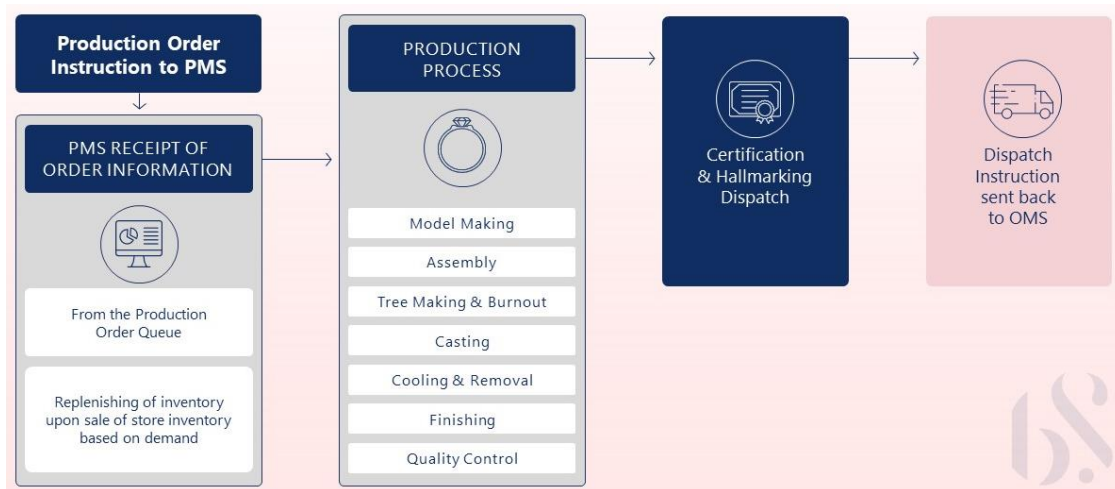 Production Order
Instruction to PMS
PMS RECEIPT OF
ORDER INFORMATION
From the Production
Order Queue
Replenishing of inventory
upon sale of store inventory
based on demand
PRODUCTION
PROCESS
Model Making
Assembly
Tree Making & Burnout
Casting
Cooling & Removal
Finishing
Quality Control
Certification
& Hallmarking
Dispatch
Dispatch
Instruction
sent back
to OMS